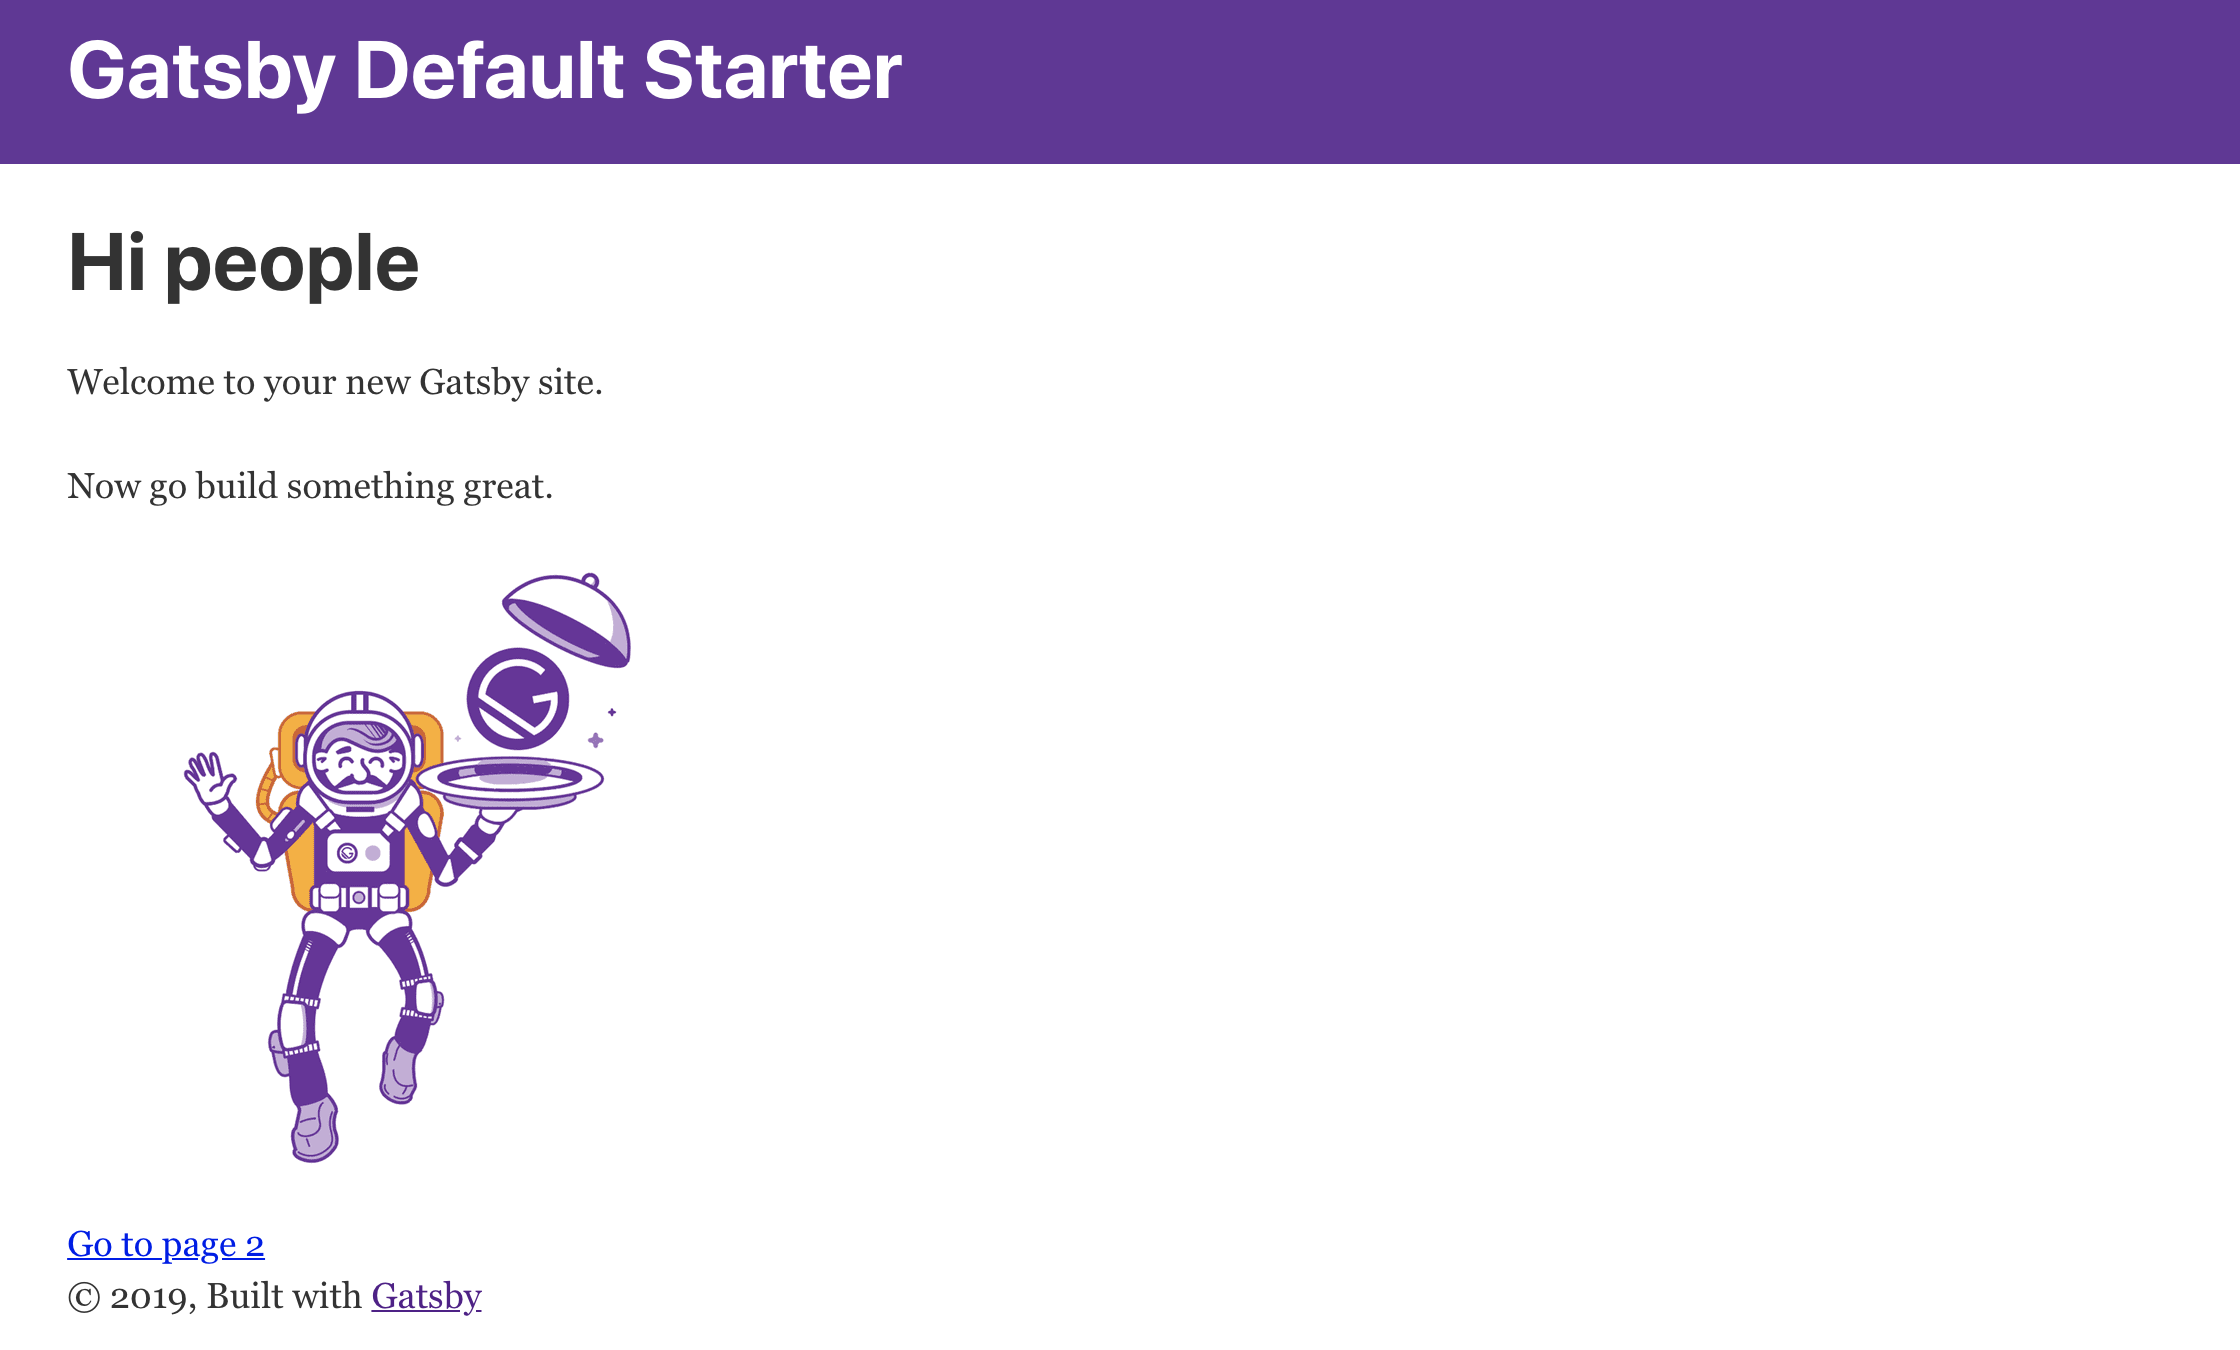 Gatsby Default Starter
Hi people
Welcome to your new Gatsby site.
Now go build something great.
Go to page 2
© 2019, Built with Gatsby